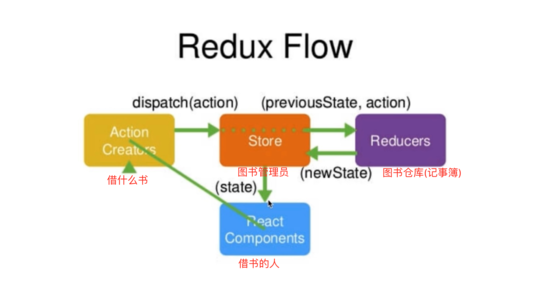 Redux Flow
dispatch(action)
(previousState, action)
Action
Creators
Store
Reducers
借什么书
图书管理员
(newState)
图书仓库(记事簿)
(state)
React
Components
借书的人